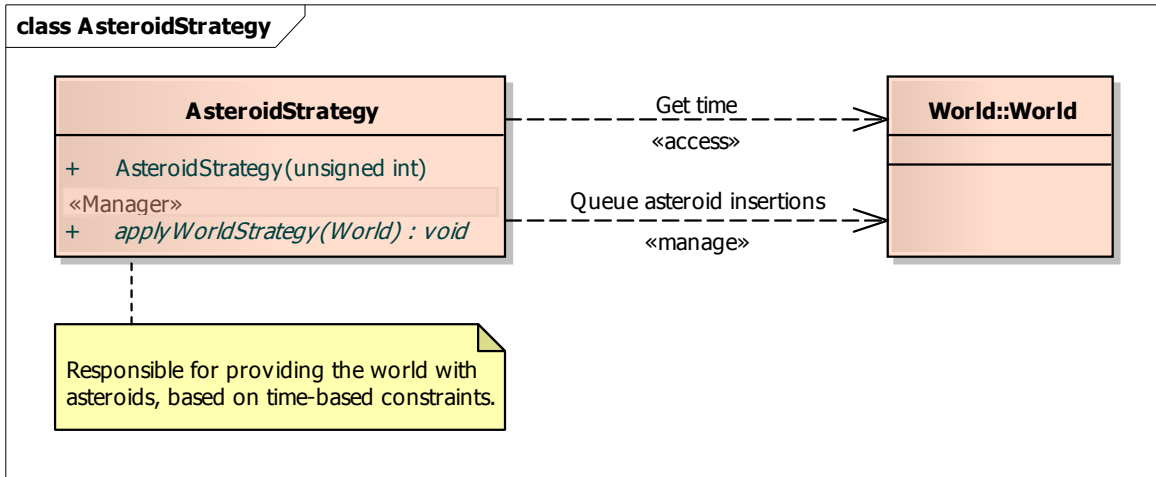 class AsteroidStrategy
AsteroidStrategy
+ AsteroidStrategy(unsigned int)
«Manager»
+ applyWorldStrategy(World) : void
Get time
«access»
Queue asteroid insertions
«manage»
World::World
Responsible for providing the world with
asteroids, based on time-based constraints.